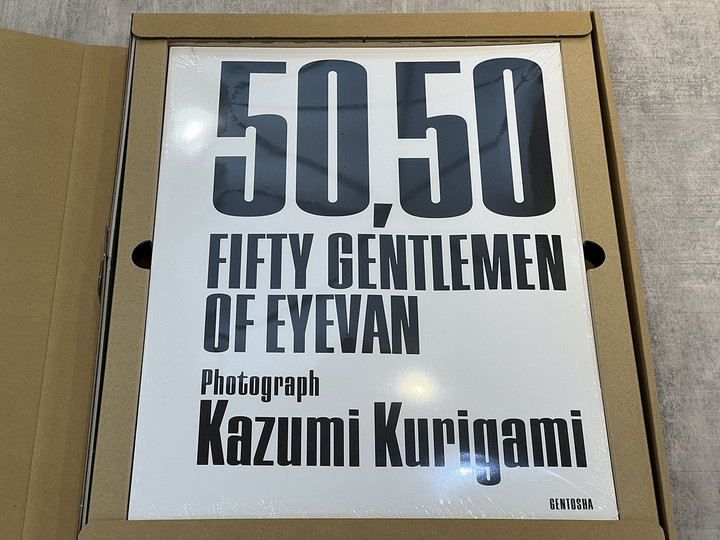 50,50
FIFTY GENTLEMEN
OF EYEVAN
Photograph
Kazumi Kurigami
GENTOSHA